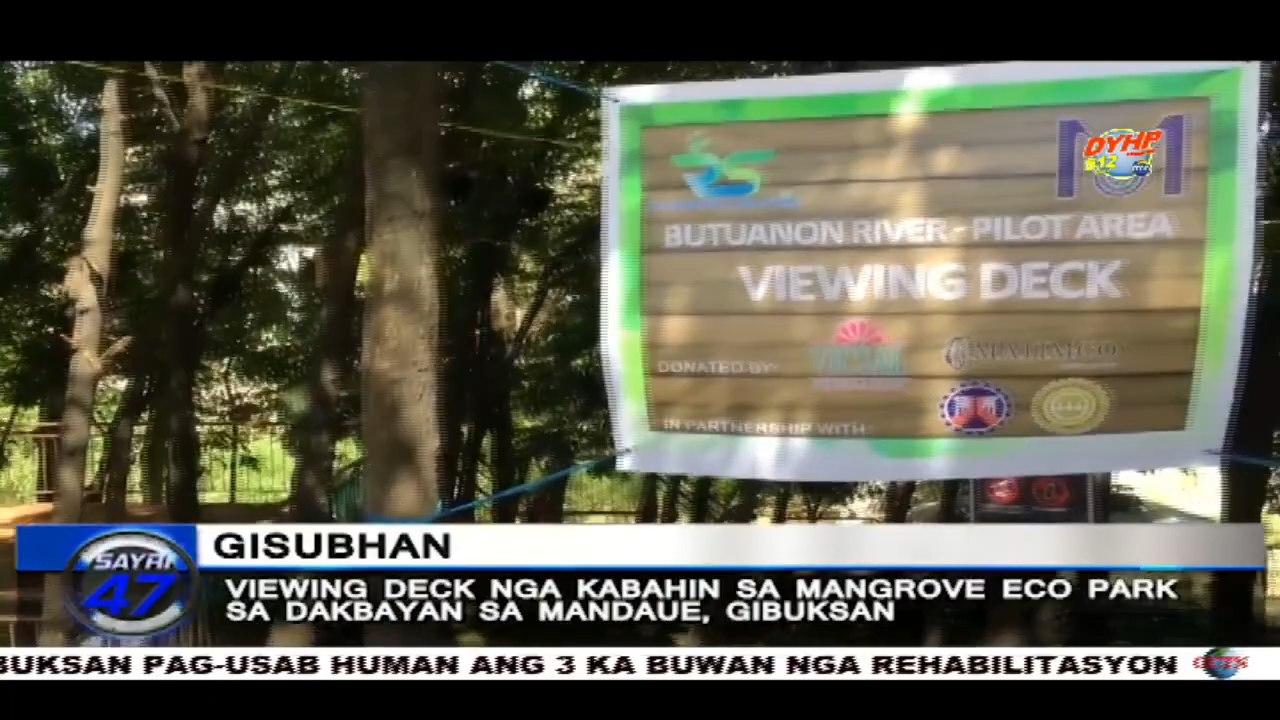 DYHP
612
BUTUANON RIVER - PILOT AREA
VIEWING DECK
DONATED BY:
IN PARTNERSHIP WITH:
GISUBHAN
SAYRI
47
VIEWING DECK NGA KABAHIN SA MANGROVE ECO PARK
SA DAKBAYAN SA MANDAUE, GIBUKSAN
BUKSAN PAG-USAB HUMAN ANG 3 KA BUWAN NGA REHABILITASYON